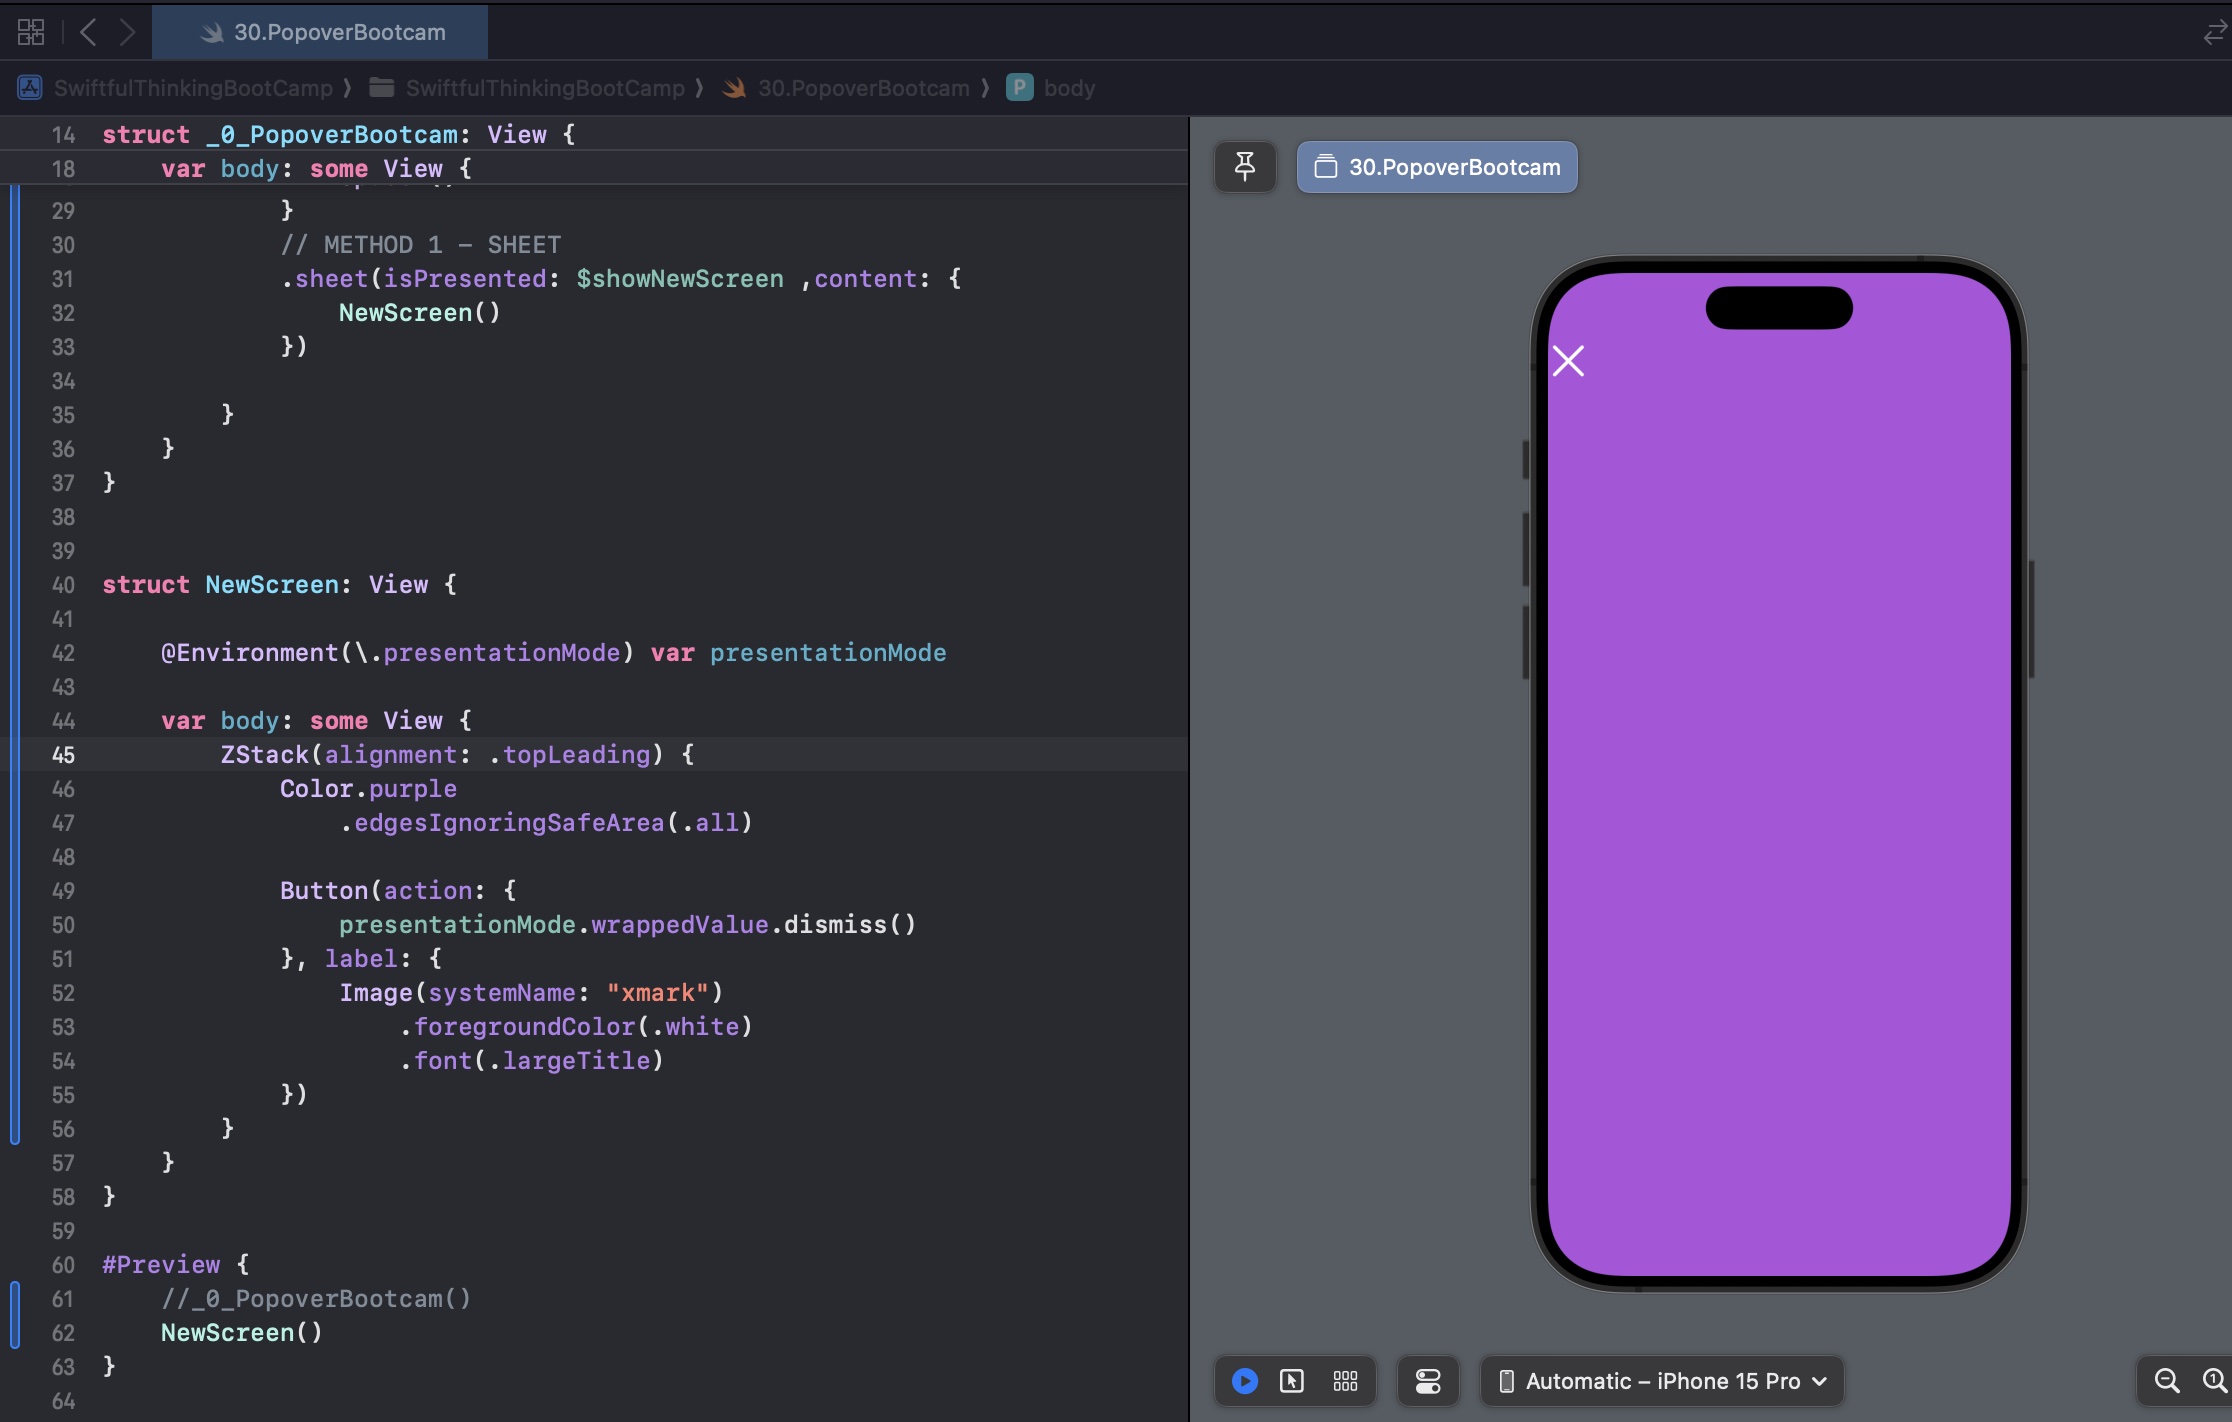 30.PopoverBootcam
SwiftfulThinkingBootCamp ⟩ SwiftfulThinkingBootCamp ⟩ 30.PopoverBootcam ⟩ P body
14 struct _0_PopoverBootcam: View {
18     var body: some View {
29             }
30             // METHOD 1 – SHEET
31             .sheet(isPresented: $showNewScreen ,content: {
32                 NewScreen()
33             })
34
35         }
36     }
37 }
38
39
40 struct NewScreen: View {
41
42     @Environment(\.presentationMode) var presentationMode
43
44     var body: some View {
45         ZStack(alignment: .topLeading) {
46             Color.purple
47                 .edgesIgnoringSafeArea(.all)
48
49             Button(action: {
50                 presentationMode.wrappedValue.dismiss()
51             }, label: {
52                 Image(systemName: "xmark")
53                     .foregroundColor(.white)
54                     .font(.largeTitle)
55             })
56         }
57     }
58 }
59
60 #Preview {
61     //_0_PopoverBootcam()
62     NewScreen()
63 }
64
30.PopoverBootcam
Automatic – iPhone 15 Pro